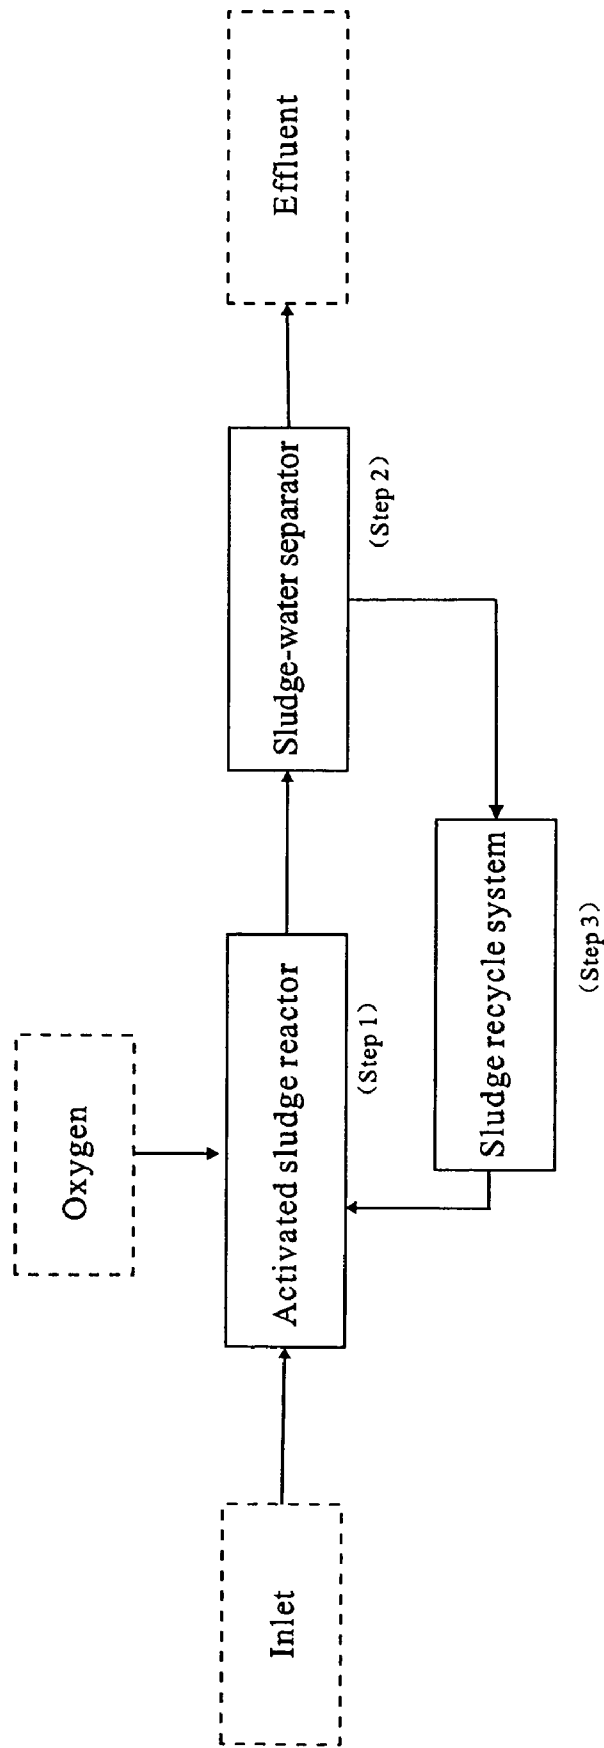 Oxygen
Inlet
Activated sludge reactor
(Step 1)
Sludge-water separator
(Step 2)
Effluent
Sludge recycle system
(Step 3)